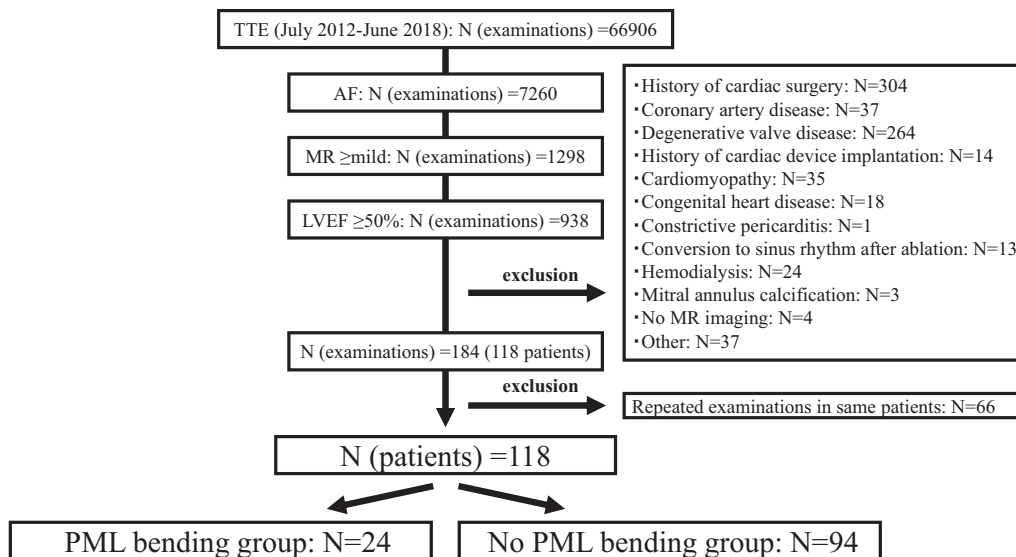 TTE (July 2012-June 2018): N (examinations) =66906
AF: N (examinations) =7260
MR ≥mild: N (examinations) =1298
LVEF ≥50%: N (examinations) =938
exclusion
・History of cardiac surgery: N=304
・Coronary artery disease: N=37
・Degenerative valve disease: N=264
・History of cardiac device implantation: N=14
・Cardiomyopathy: N=35
・Congenital heart disease: N=18
・Constrictive pericarditis: N=1
・Conversion to sinus rhythm after ablation: N=13
・Hemodialysis: N=24
・Mitral annulus calcification: N=3
・No MR imaging: N=4
・Other: N=37
N (examinations) =184 (118 patients)
exclusion
Repeated examinations in same patients: N=66
N (patients) =118
PML bending group: N=24
No PML bending group: N=94